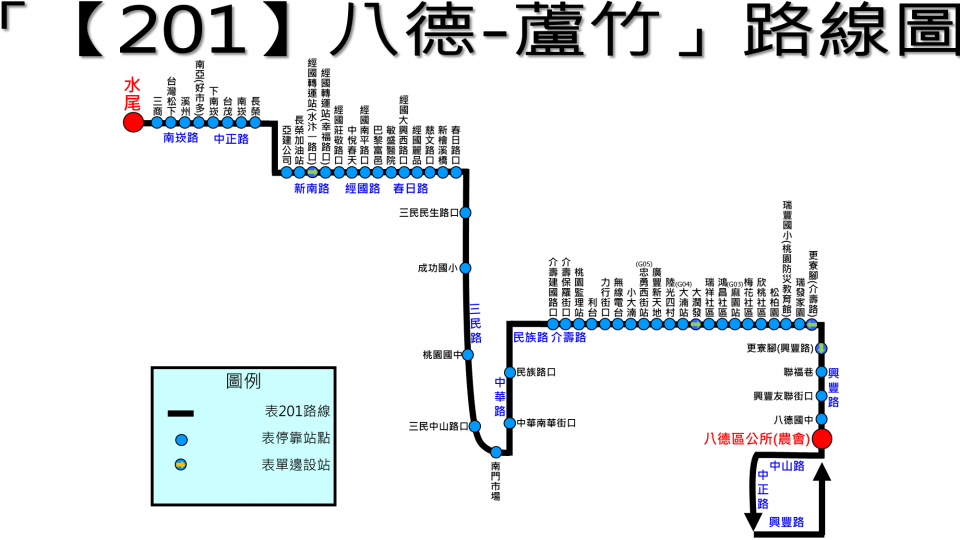 「【201】八德-蘆竹」路線圖
水尾
三商
台灣松下
溪州
南亞(好市多)
下南崁
台茂
南崁
長榮
南崁路
中正路
亞建公司
長榮加油站
經國轉運站(水汴一路口)
經國轉運站(幸福路口)
經國莊敬路口
中悅春天
經國南平路口
巴黎富邑
敏盛醫院
經國大興西路口
經國麗品
慈文路口
新檜溪橋
春日路口
新南路
經國路
春日路
三民民生路口
成功國小
三民路
桃園國中
三民中山路口
南門市場
中華南華街口
中華路
民族路口
民族路
介壽路
介壽建國路口
介壽保羅街口
桃園監理站
利台
力行街口
無線電台
小大湳
(G05)忠勇西街站
廣豐新天地
陸光四村
(G04)大湳站
大潤發
瑞祥社區
鴻昌社區
(G03)麻園站
梅花社區
欣桃社區
松柏園
瑞豐國小(桃園防災教育館)
瑞發家園
更寮腳(介壽路)
更寮腳(興豐路)
聯福巷
興豐路
興豐友聯街口
八德國中
八德區公所(農會)
中山路
中正路
興豐路
圖例
表201路線
表停靠站點
表單邊設站